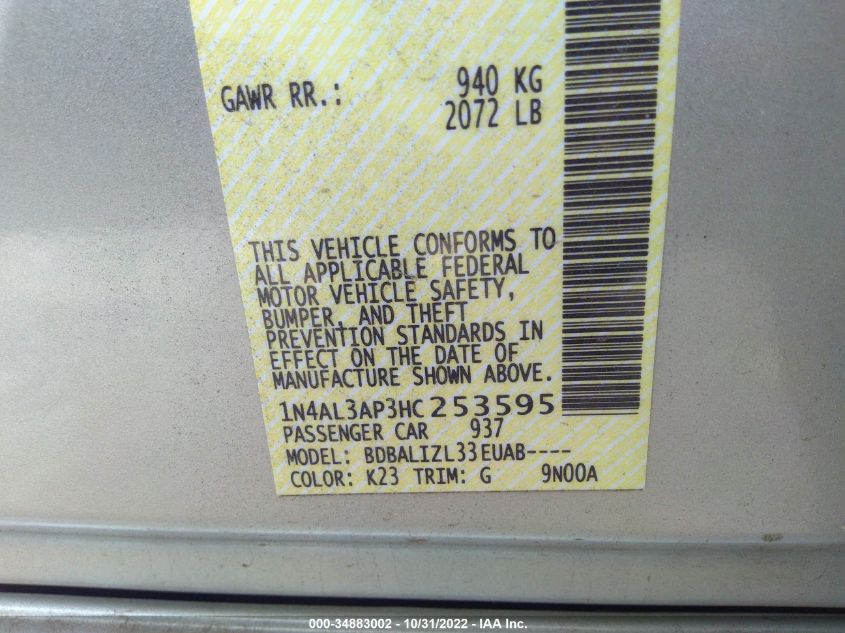 GAWR RR.: 940 KG
2072 LB
THIS VEHICLE CONFORMS TO
ALL APPLICABLE FEDERAL
MOTOR VEHICLE SAFETY,
BUMPER, AND THEFT
PREVENTION STANDARDS IN
EFFECT ON THE DATE OF
MANUFACTURE SHOWN ABOVE.
1N4AL3AP3HC253595
PASSENGER CAR 937
MODEL: BDBALIZL33EUAB----
COLOR: K23 TRIM: G 9N00A
000-34883002 - 10/31/2022 - IAA Inc.